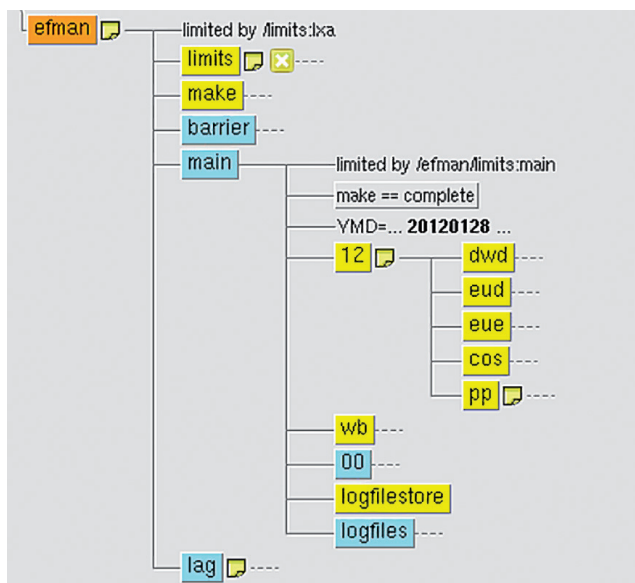 efman
limited by /limits:lxa
limits
make
barrier
main
limited by /efman/limits:main
make == complete
YMD=... 20120128 ...
12
dwd
eud
eue
cos
pp
wb
00
logfilestore
logfiles
lag